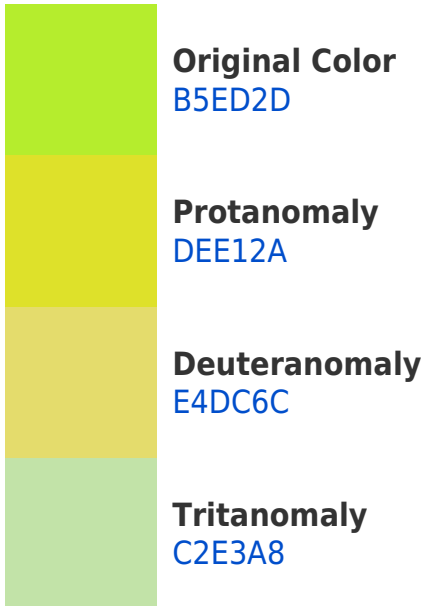 Original Color
B5ED2D
Protanomaly
DEE12A
Deuteranomaly
E4DC6C
Tritanomaly
C2E3A8